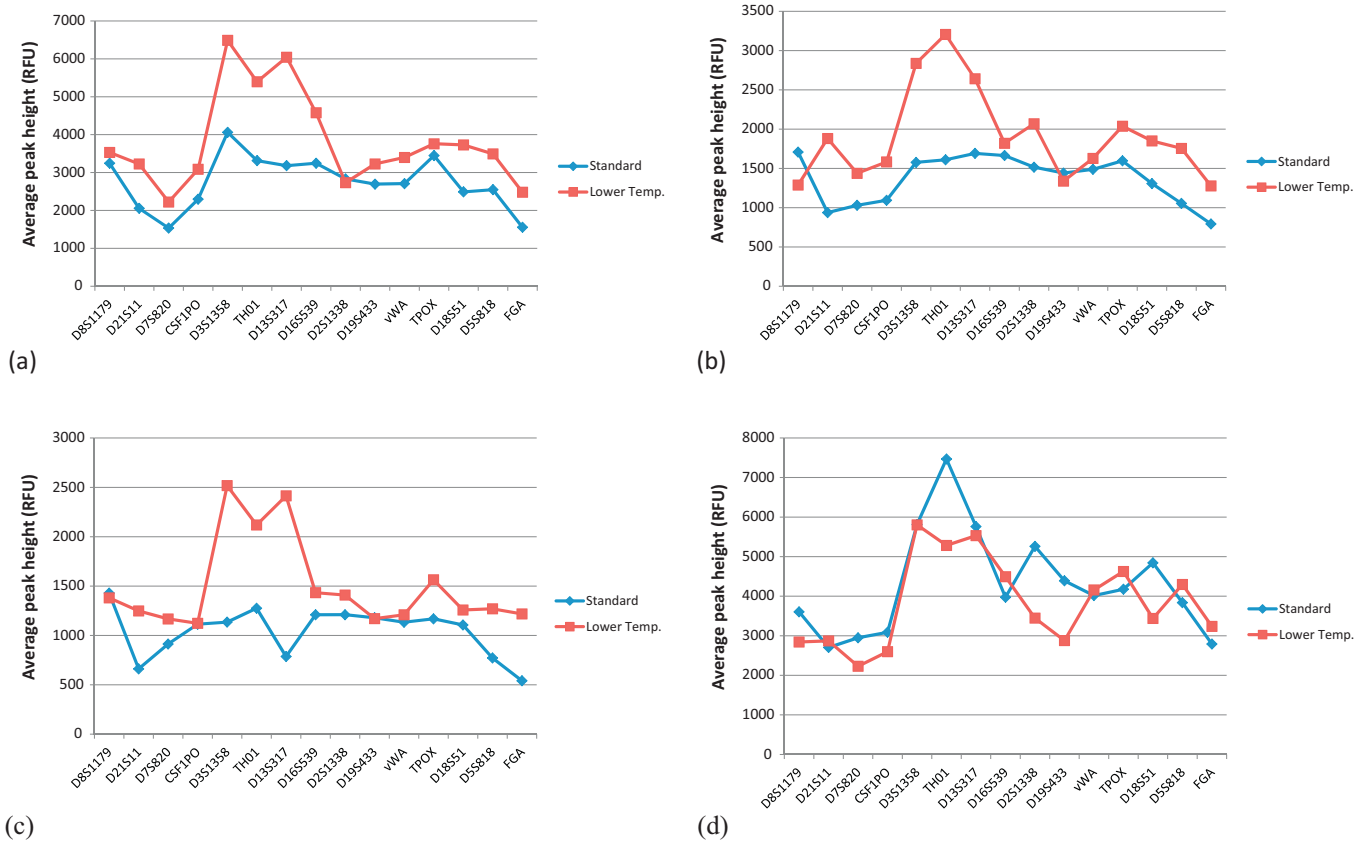 Average peak height (RFU)
7000
6000
5000
4000
3000
2000
1000
0
D8S1179
D21S11
D7S820
CSF1PO
D3S1358
TH01
D13S317
D16S539
D2S1338
D19S433
vWA
TPOX
D18S51
D5S818
FGA
Standard
Lower Temp.
(a)
Average peak height (RFU)
3500
3000
2500
2000
1500
1000
500
0
D8S1179
D21S11
D7S820
CSF1PO
D3S1358
TH01
D13S317
D16S539
D2S1338
D19S433
vWA
TPOX
D18S51
D5S818
FGA
Standard
Lower Temp.
(b)
Average peak height (RFU)
3000
2500
2000
1500
1000
500
0
D8S1179
D21S11
D7S820
CSF1PO
D3S1358
TH01
D13S317
D16S539
D2S1338
D19S433
vWA
TPOX
D18S51
D5S818
FGA
Standard
Lower Temp.
(c)
Average peak height (RFU)
8000
7000
6000
5000
4000
3000
2000
1000
0
D8S1179
D21S11
D7S820
CSF1PO
D3S1358
TH01
D13S317
D16S539
D2S1338
D19S433
vWA
TPOX
D18S51
D5S818
FGA
Standard
Lower Temp.
(d)